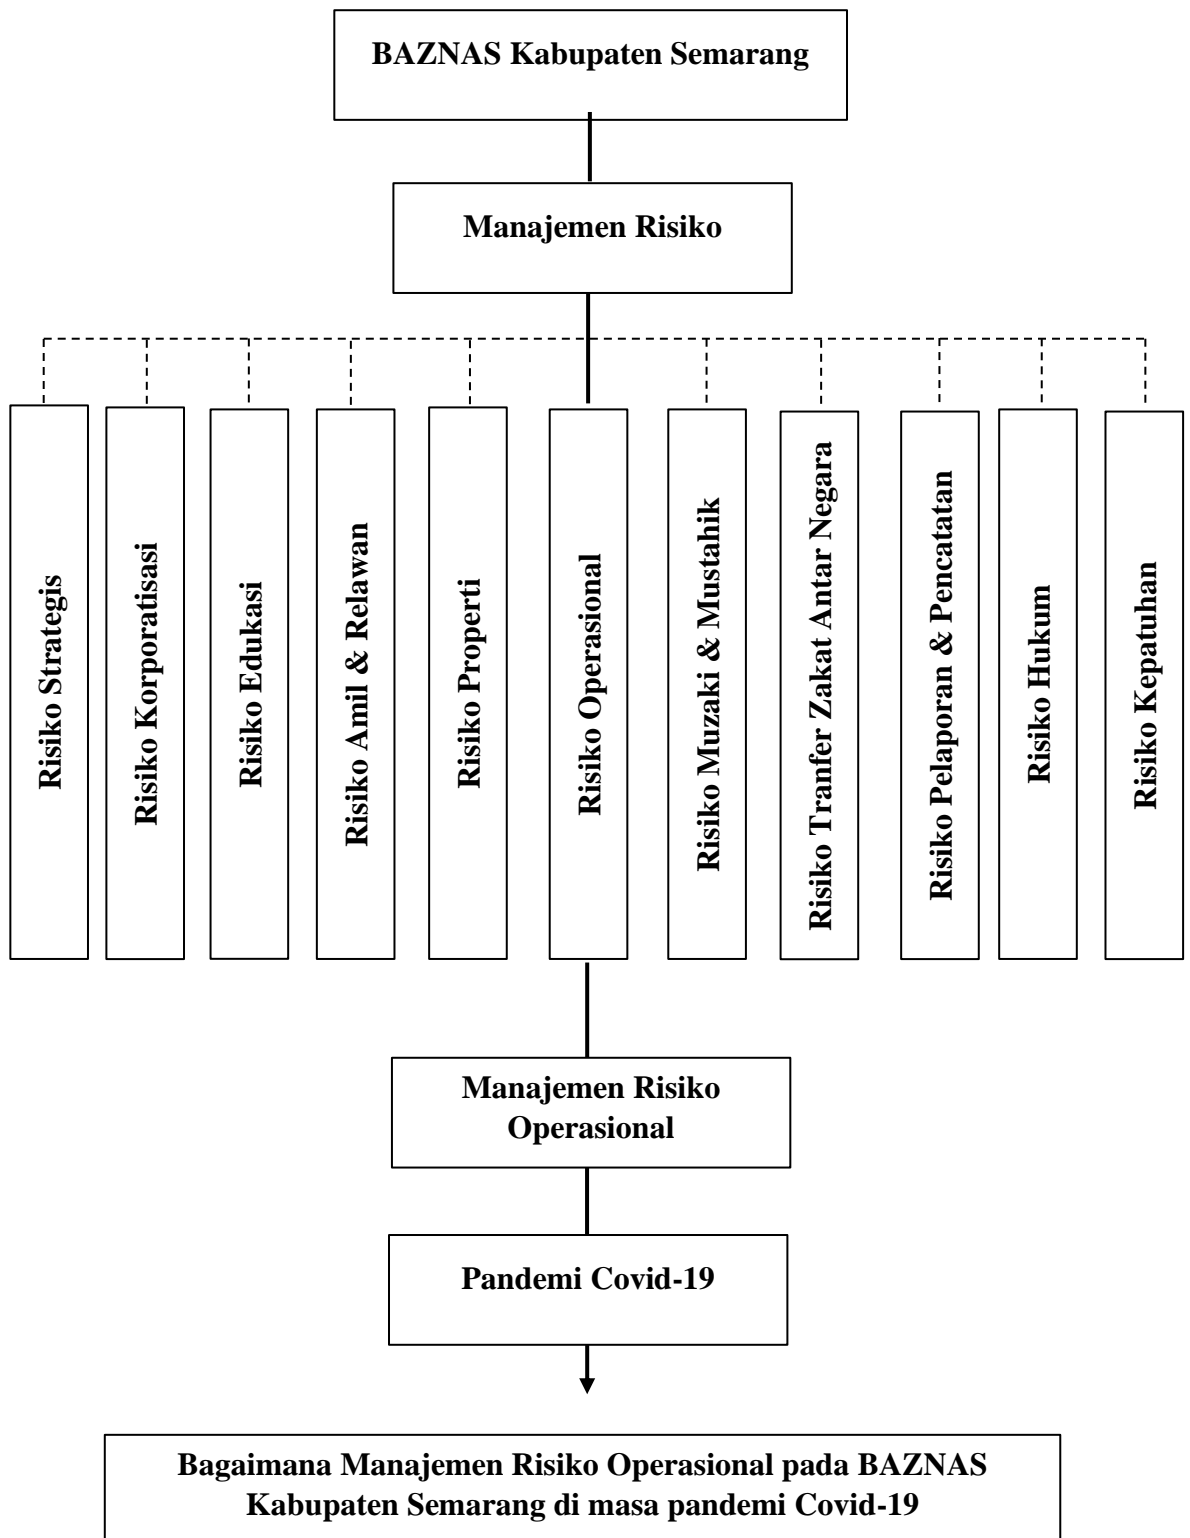 BAZNAS Kabupaten Semarang
Manajemen Risiko
Risiko Strategis
Risiko Korporatisasi
Risiko Edukasi
Risiko Amil & Relawan
Risiko Properti
Risiko Operasional
Risiko Muzaki & Mustahik
Risiko Tranfer Zakat Antar Negara
Risiko Pelaporan & Pencatatan
Risiko Hukum
Risiko Kepatuhan
Manajemen Risiko
Operasional
Pandemi Covid-19
Bagaimana Manajemen Risiko Operasional pada BAZNAS
Kabupaten Semarang di masa pandemi Covid-19